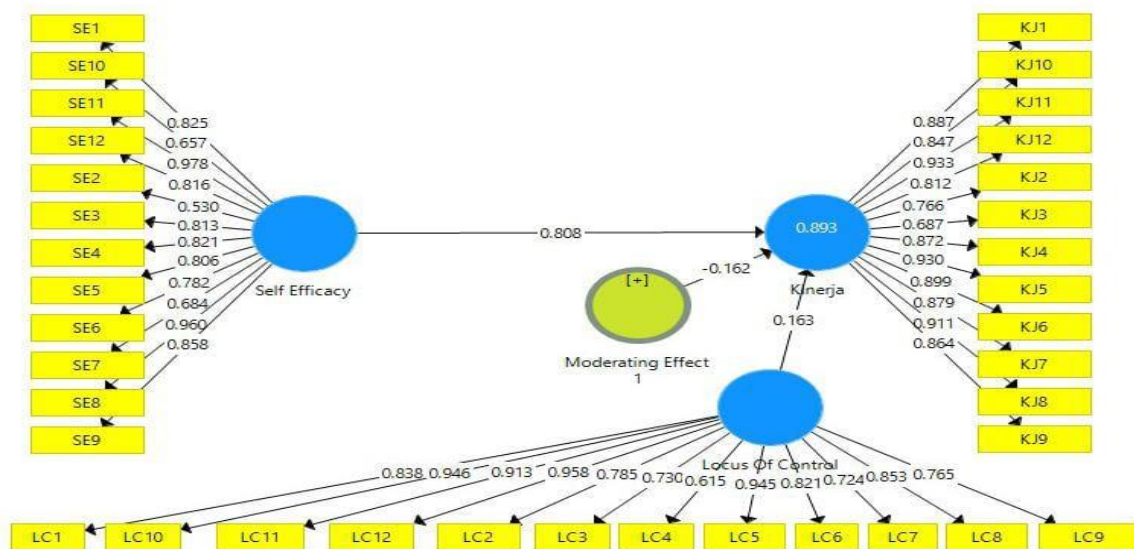 SE1
SE10
SE11
SE12
SE2
SE3
SE4
SE5
SE6
SE7
SE8
SE9
0.825
0.657
0.978
0.816
0.530
0.813
0.821
0.806
0.782
0.684
0.960
0.858
Self Efficacy
0.808
[+]
Moderating Effect
1
-0.162
0.893
Kinerja
0.163
0.887
0.847
0.933
0.812
0.766
0.687
0.872
0.930
0.899
0.879
0.911
0.864
KJ1
KJ10
KJ11
KJ12
KJ2
KJ3
KJ4
KJ5
KJ6
KJ7
KJ8
KJ9
Locus Of Control
0.838 0.946 0.913 0.958 0.785 0.730 0.615 0.945 0.821 0.724 0.853 0.765
LC1 LC10 LC11 LC12 LC2 LC3 LC4 LC5 LC6 LC7 LC8 LC9